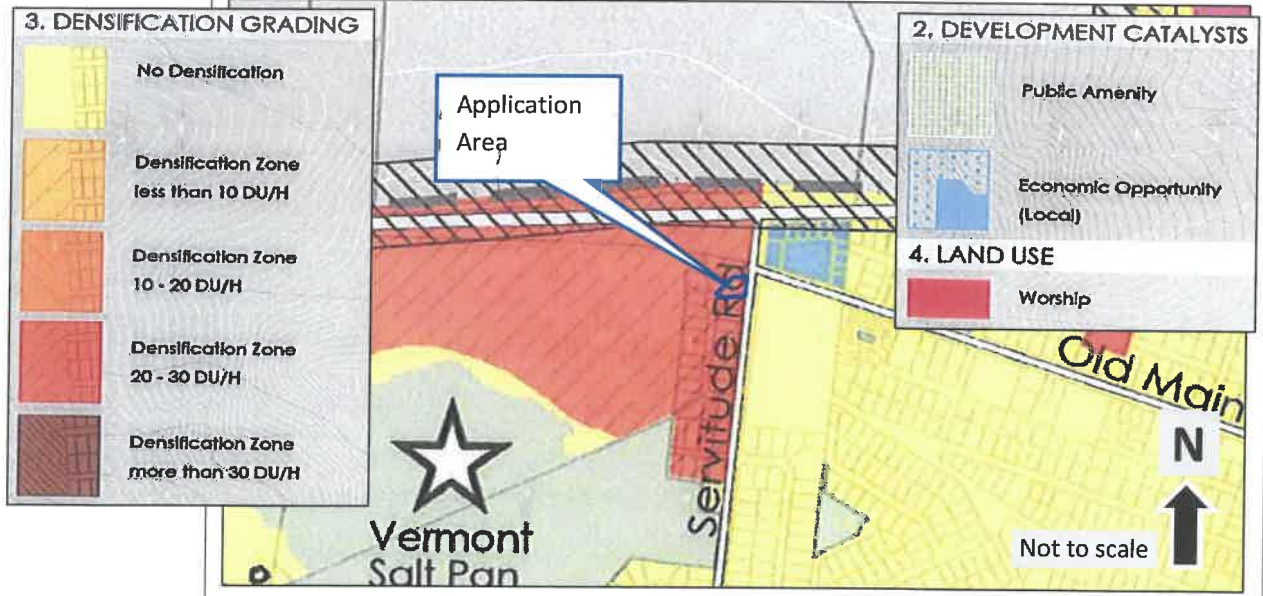 3. DENSIFICATION GRADING
No Densification
Densification Zone
less than 10 DU/H
Densification Zone
10 - 20 DU/H
Densification Zone
20 - 30 DU/H
Densification Zone
more than 30 DU/H
Application
Area
2. DEVELOPMENT CATALYSTS
Public Amenity
Economic Opportunity
(Local)
4. LAND USE
Worship
Servitude Rd
Old Main
Vermont
Salt Pan
N
Not to scale